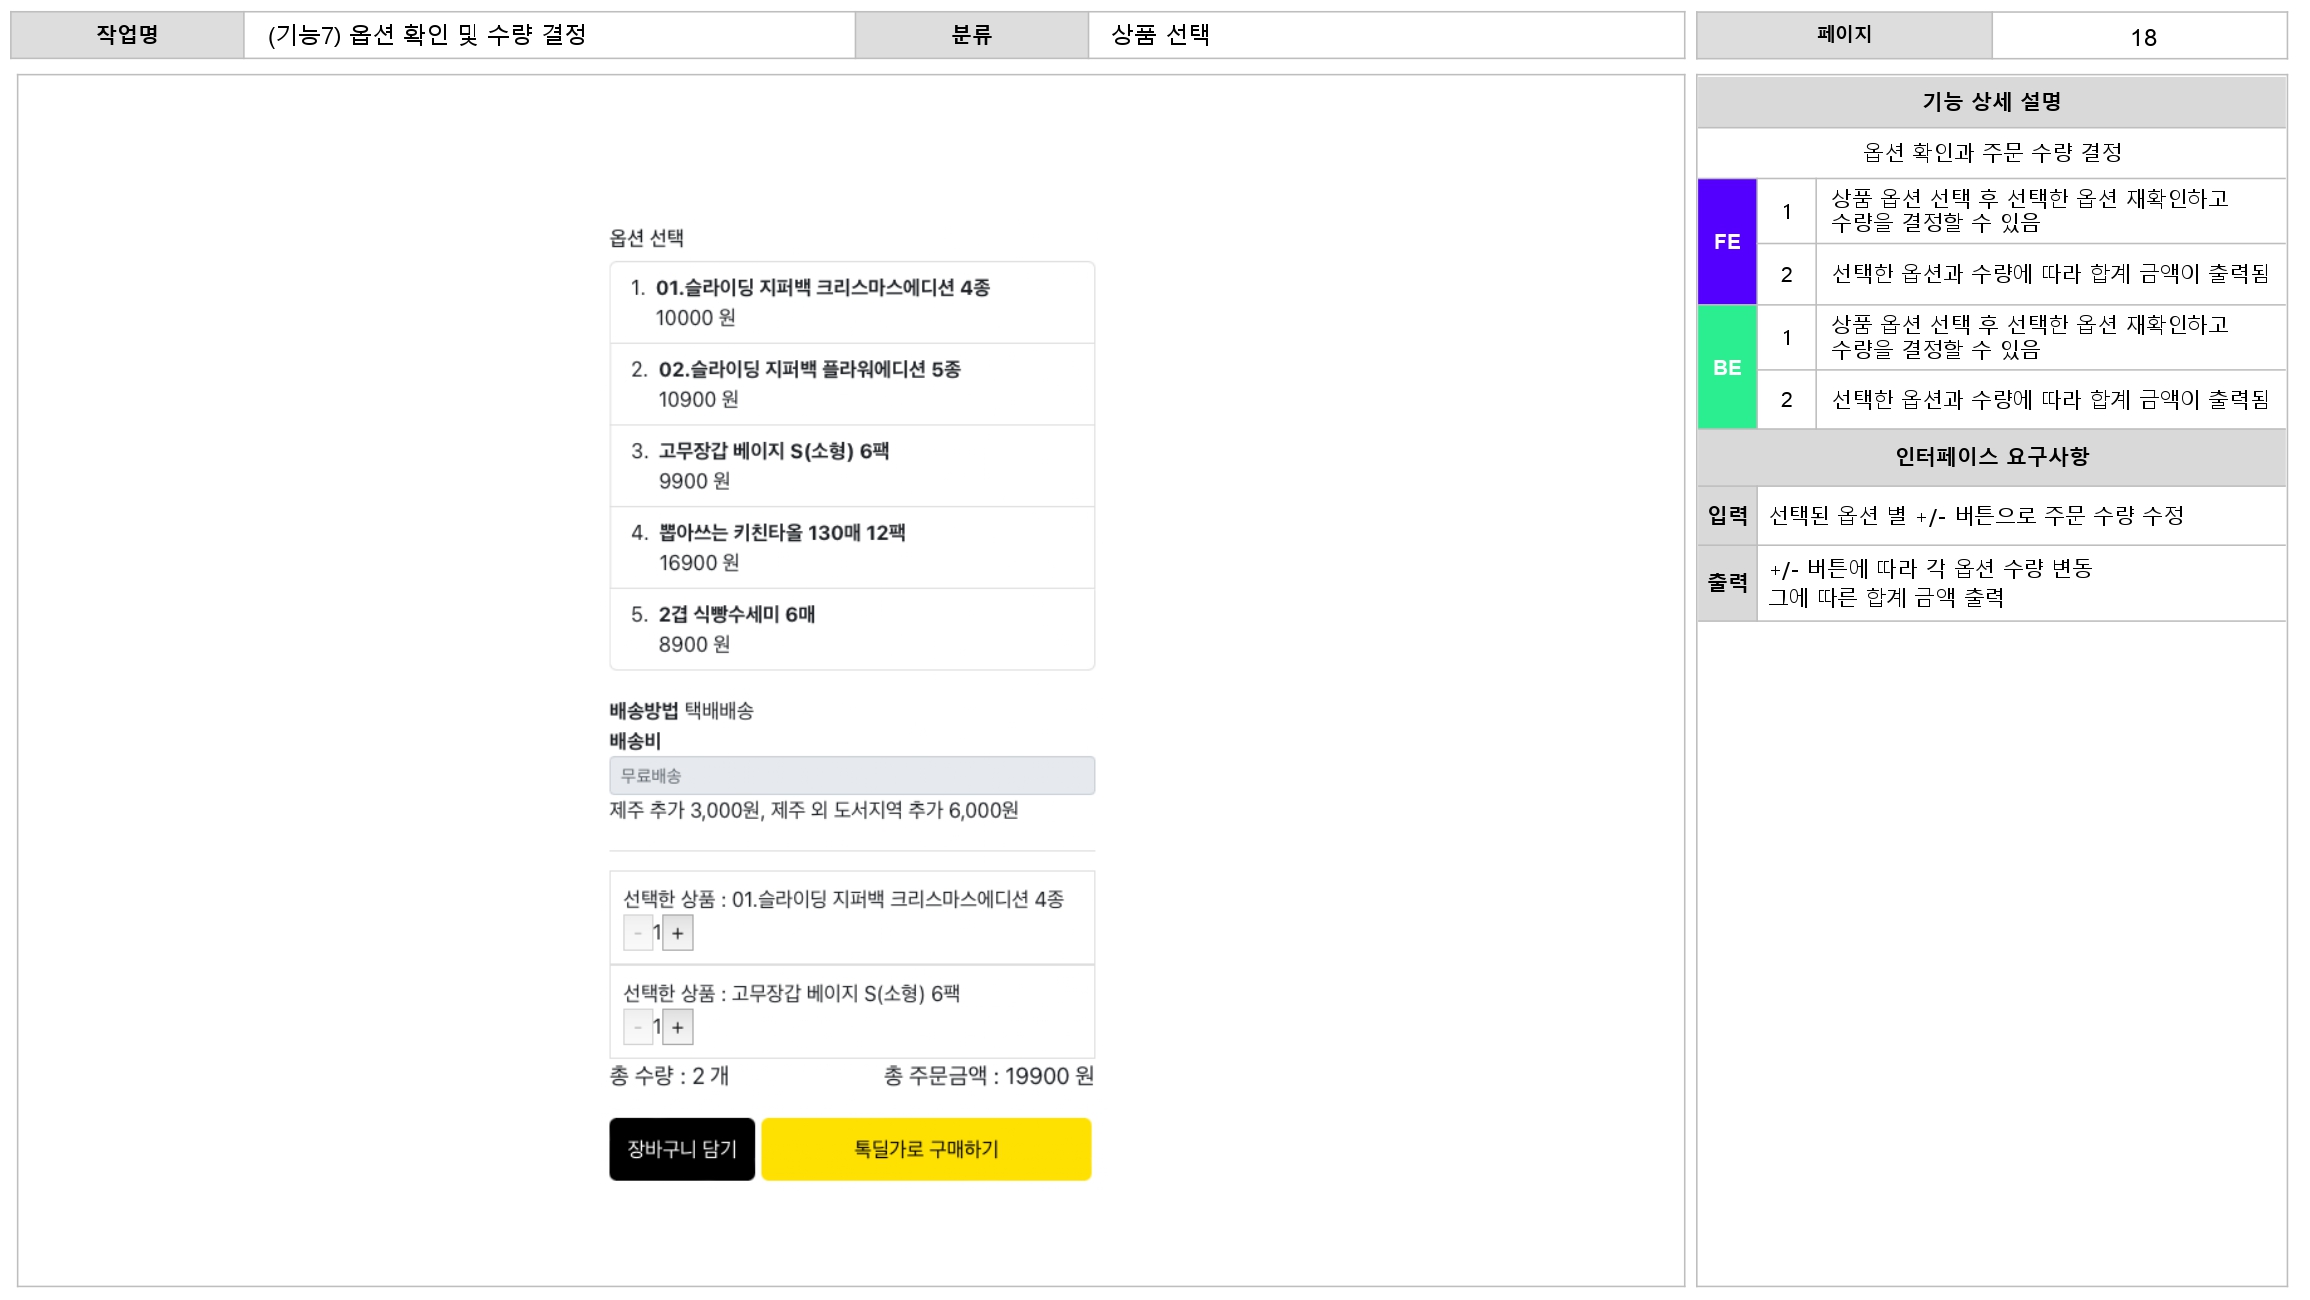 작업명
(기능7) 옵션 확인 및 수량 결정
분류
상품 선택
페이지
18
옵션 선택
1. 01.슬라이딩 지퍼백 크리스마스에디션 4종
10000 원
2. 02.슬라이딩 지퍼백 플라워에디션 5종
10900 원
3. 고무장갑 베이지 S(소형) 6팩
9900 원
4. 뽑아쓰는 키친타올 130매 12팩
16900 원
5. 2겹 식빵수세미 6매
8900 원
배송방법 택배배송
배송비
무료배송
제주 추가 3,000원, 제주 외 도서지역 추가 6,000원
선택한 상품 : 01.슬라이딩 지퍼백 크리스마스에디션 4종
- 1 +
선택한 상품 : 고무장갑 베이지 S(소형) 6팩
- 1 +
총 수량 : 2 개
총 주문금액 : 19900 원
장바구니 담기
톡딜가로 구매하기
기능 상세 설명
옵션 확인과 주문 수량 결정
FE
1
상품 옵션 선택 후 선택한 옵션 재확인하고
수량을 결정할 수 있음
2
선택한 옵션과 수량에 따라 합계 금액이 출력됨
BE
1
상품 옵션 선택 후 선택한 옵션 재확인하고
수량을 결정할 수 있음
2
선택한 옵션과 수량에 따라 합계 금액이 출력됨
인터페이스 요구사항
입력
선택된 옵션 별 +/- 버튼으로 주문 수량 수정
출력
+/- 버튼에 따라 각 옵션 수량 변동
그에 따른 합계 금액 출력